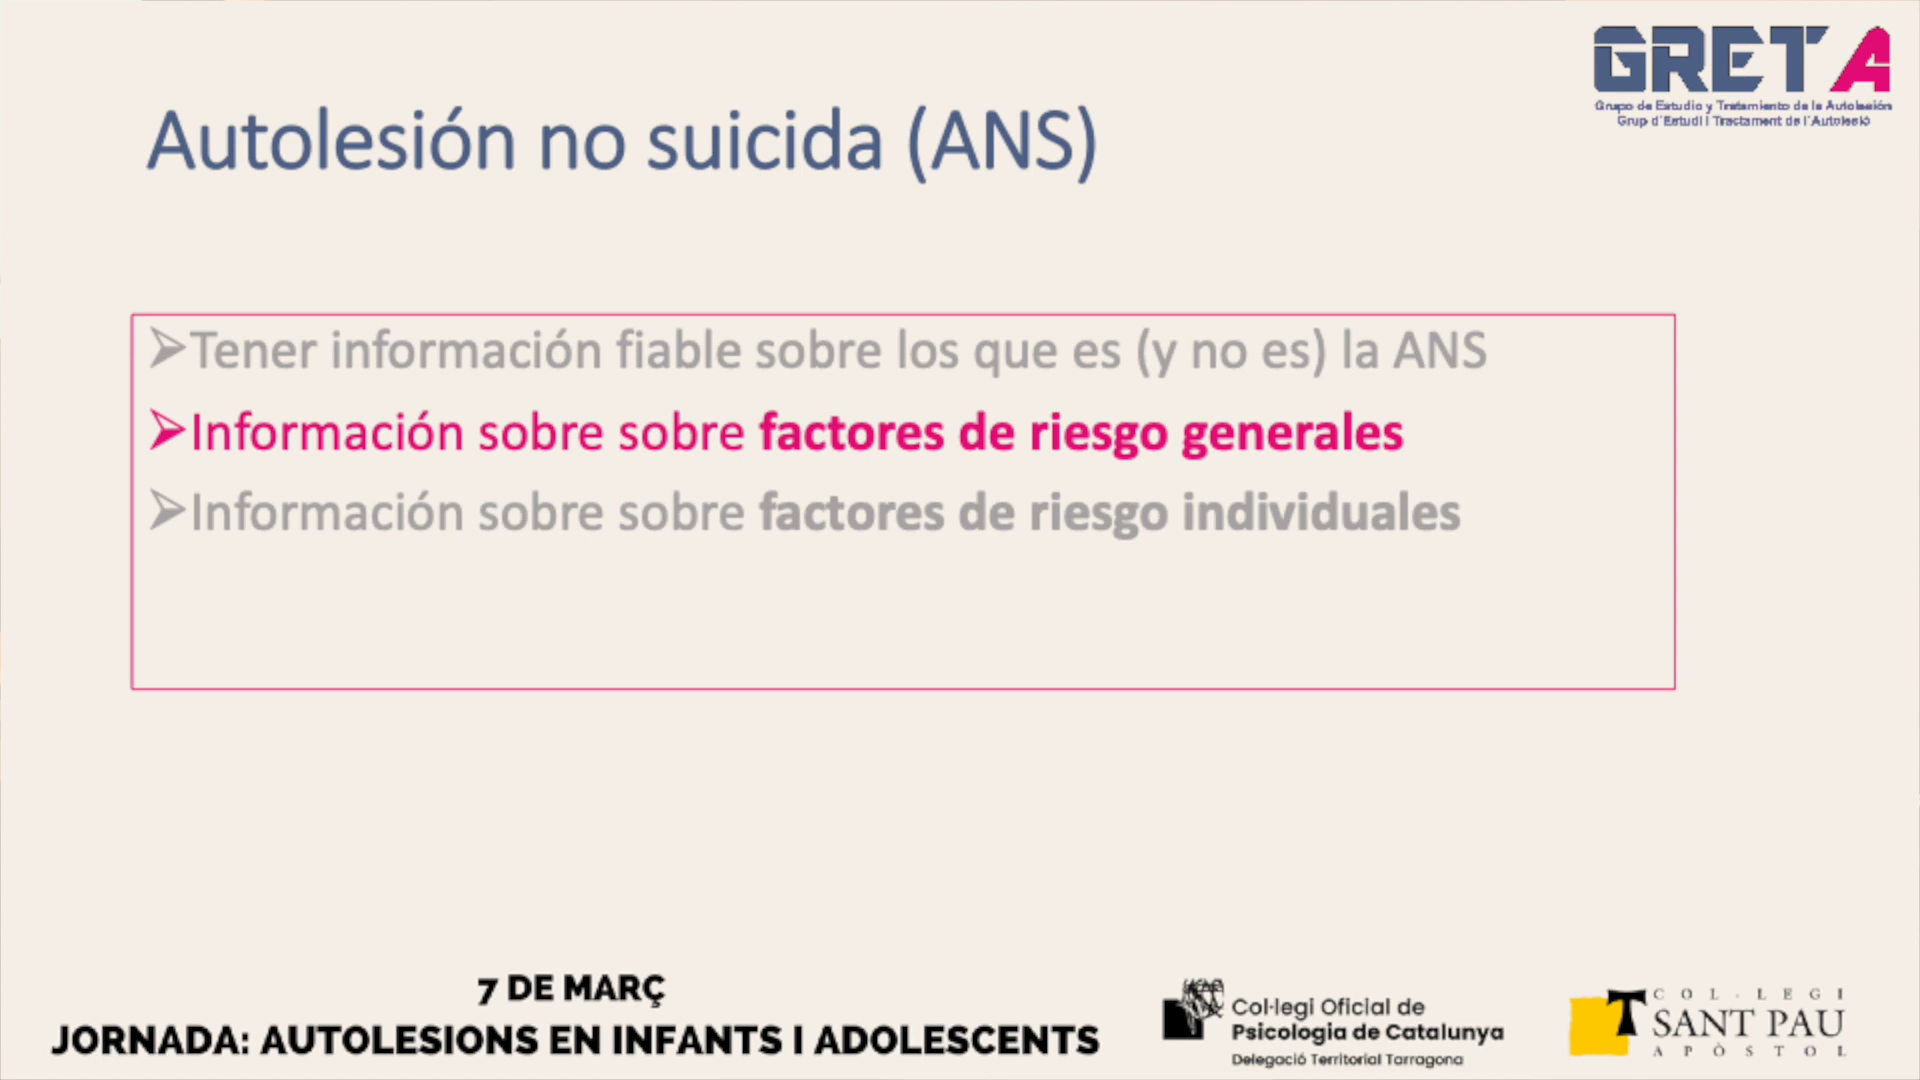 GRETA
Grupo de Estudio y Tratamiento de la Autolesión
Grup d'Estudi i Tractament de l'Autolesió
Autolesión no suicida (ANS)
➢Tener información fiable sobre los que es (y no es) la ANS
➢Información sobre sobre factores de riesgo generales
➢Información sobre sobre factores de riesgo individuales
7 DE MARÇ
JORNADA: AUTOLESIONS EN INFANTS I ADOLESCENTS
Col·legi Oficial de
Psicologia de Catalunya
Delegació Territorial Tarragona
COL·LEGI
SANT PAU
APÒSTOL